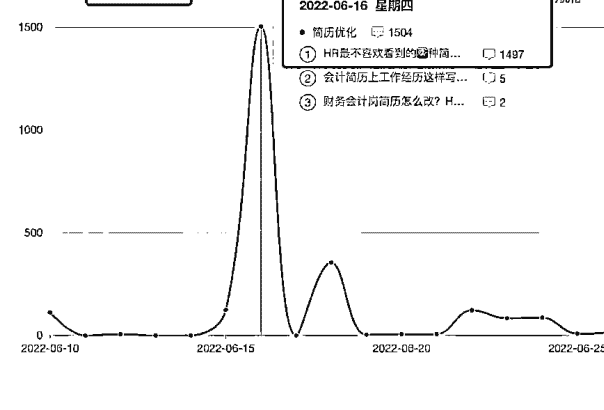 2022-06-16 星期四
1500
简历优化 1504
① HR最不喜欢看到的种简... 1497
② 会计简历上工作经历这样写... 5
③ 财务会计岗简历怎么改？H... 2
1000
500
0
2022-06-10 2022-06-15 2022-06-20 2022-06-25